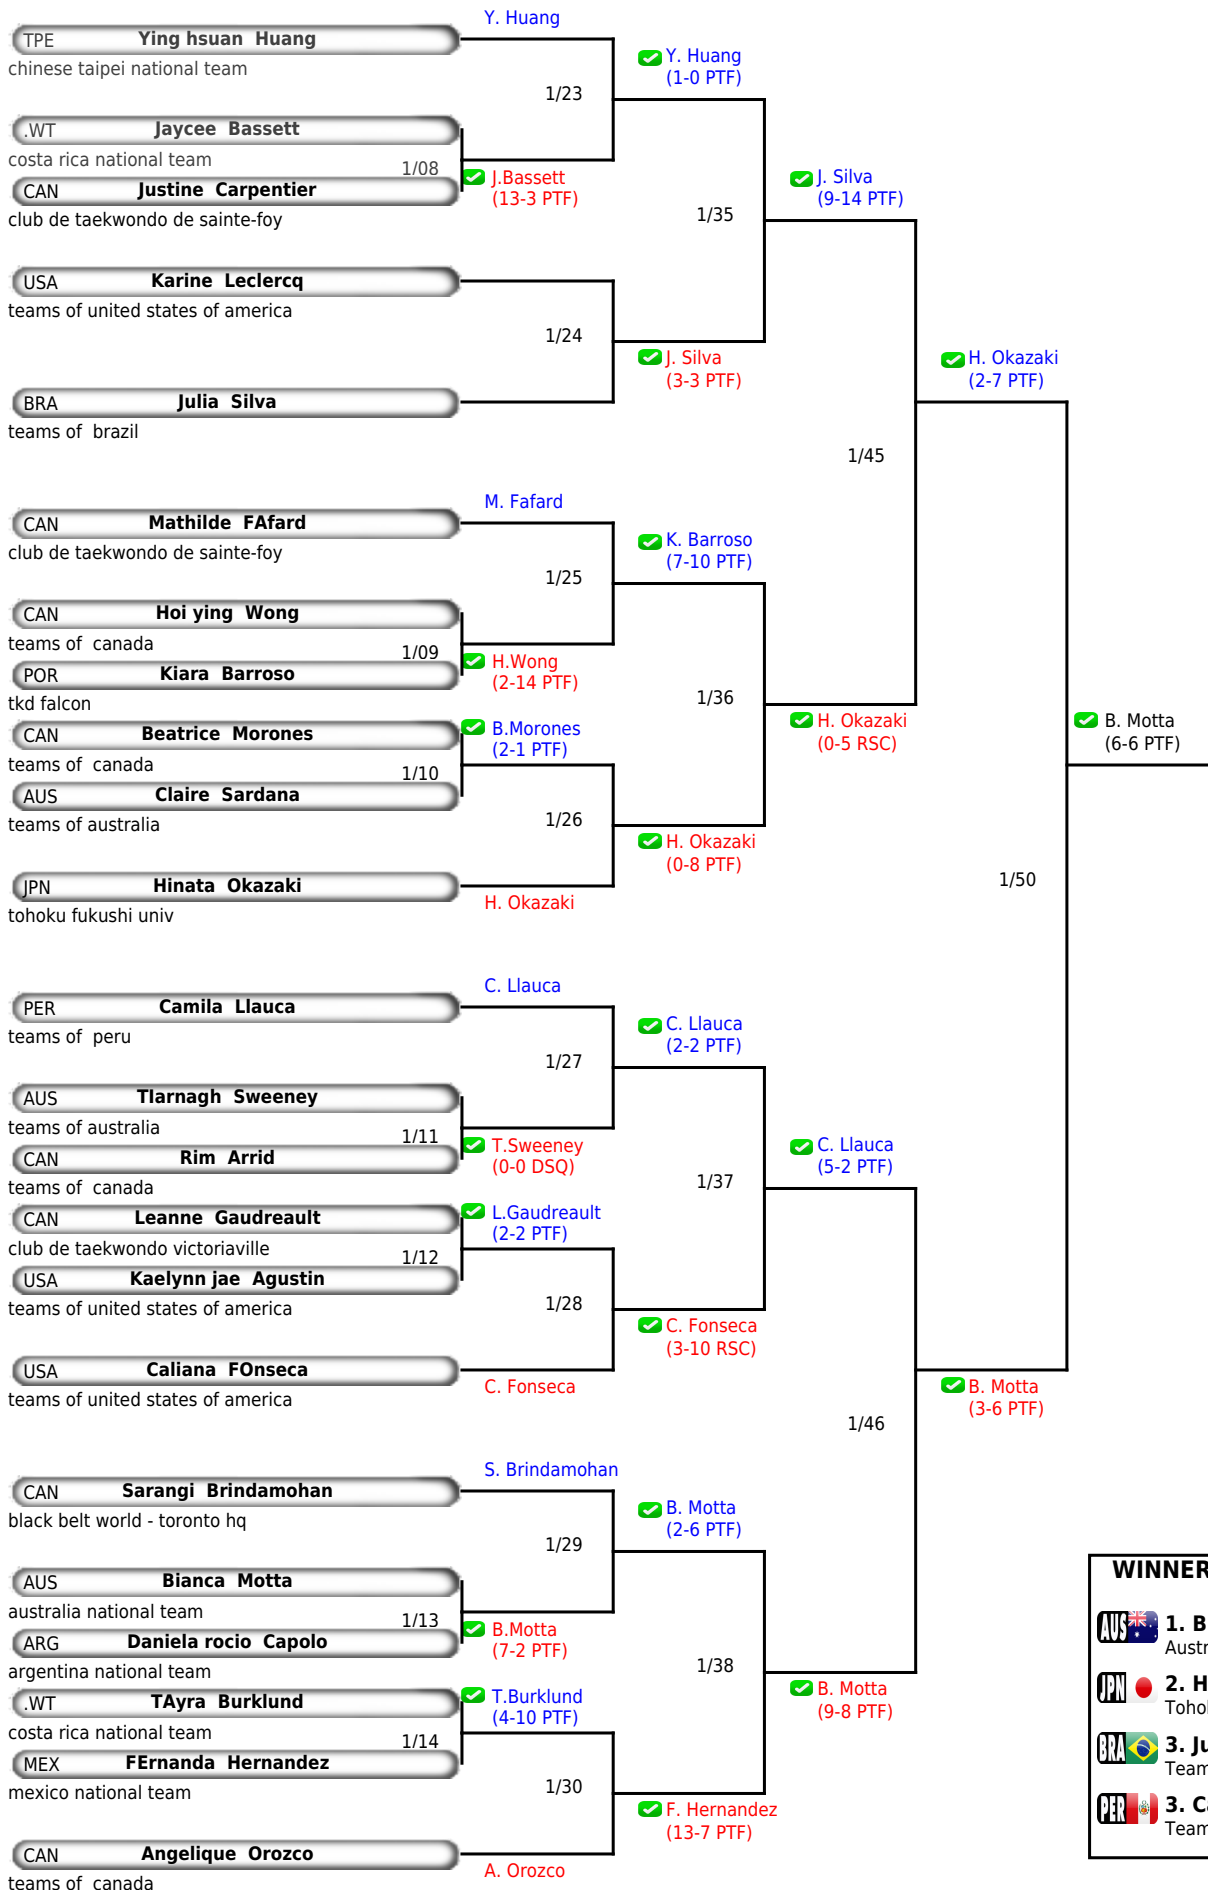 Y. Huang
TPE Ying hsuan Huang
chinese taipei national team
Y. Huang
(1-0 PTF)
1/23
.WT Jaycee Bassett
costa rica national team
1/08
CAN Justine Carpentier
club de taekwondo de sainte-foy
J.Bassett
(13-3 PTF)
J. Silva
(9-14 PTF)
1/35
USA Karine Leclercq
teams of united states of america
1/24
J. Silva
(3-3 PTF)
H. Okazaki
(2-7 PTF)
BRA Julia Silva
teams of brazil
1/45
M. Fafard
CAN Mathilde FAfard
club de taekwondo de sainte-foy
K. Barroso
(7-10 PTF)
1/25
CAN Hoi ying Wong
teams of canada
1/09
POR Kiara Barroso
tkd falcon
H.Wong
(2-14 PTF)
1/36
CAN Beatrice Morones
teams of canada
B.Morones
(2-1 PTF)
H. Okazaki
(0-5 RSC)
B. Motta
(6-6 PTF)
1/10
AUS Claire Sardana
teams of australia
1/26
H. Okazaki
(0-8 PTF)
JPN Hinata Okazaki
tohoku fukushi univ
H. Okazaki
1/50
C. Llauca
PER Camila Llauca
teams of peru
C. Llauca
(2-2 PTF)
1/27
AUS TIarnagh Sweeney
teams of australia
1/11
CAN Rim Arrid
teams of canada
T.Sweeney
(0-0 DSQ)
C. Llauca
(5-2 PTF)
1/37
CAN Leanne Gaudreault
club de taekwondo victoriaville
L.Gaudreault
(2-2 PTF)
1/12
USA Kaelynn jae Agustin
teams of united states of america
1/28
C. Fonseca
(3-10 RSC)
USA Caliana FOnseca
teams of united states of america
C. Fonseca
B. Motta
(3-6 PTF)
1/46
S. Brindamohan
CAN Sarangi Brindamohan
black belt world - toronto hq
B. Motta
(2-6 PTF)
1/29
AUS Bianca Motta
australia national team
1/13
ARG Daniela rocio Capolo
argentina national team
B.Motta
(7-2 PTF)
1/38
.WT TAyra Burklund
costa rica national team
T.Burklund
(4-10 PTF)
B. Motta
(9-8 PTF)
1/14
MEX FErnanda Hernandez
mexico national team
1/30
F. Hernandez
(13-7 PTF)
CAN Angelique Orozco
teams of canada
A. Orozco
WINNER
AUS 1. B
Austr
JPN 2. H
Toho
BRA 3. Ju
Team
PER 3. Ca
Team